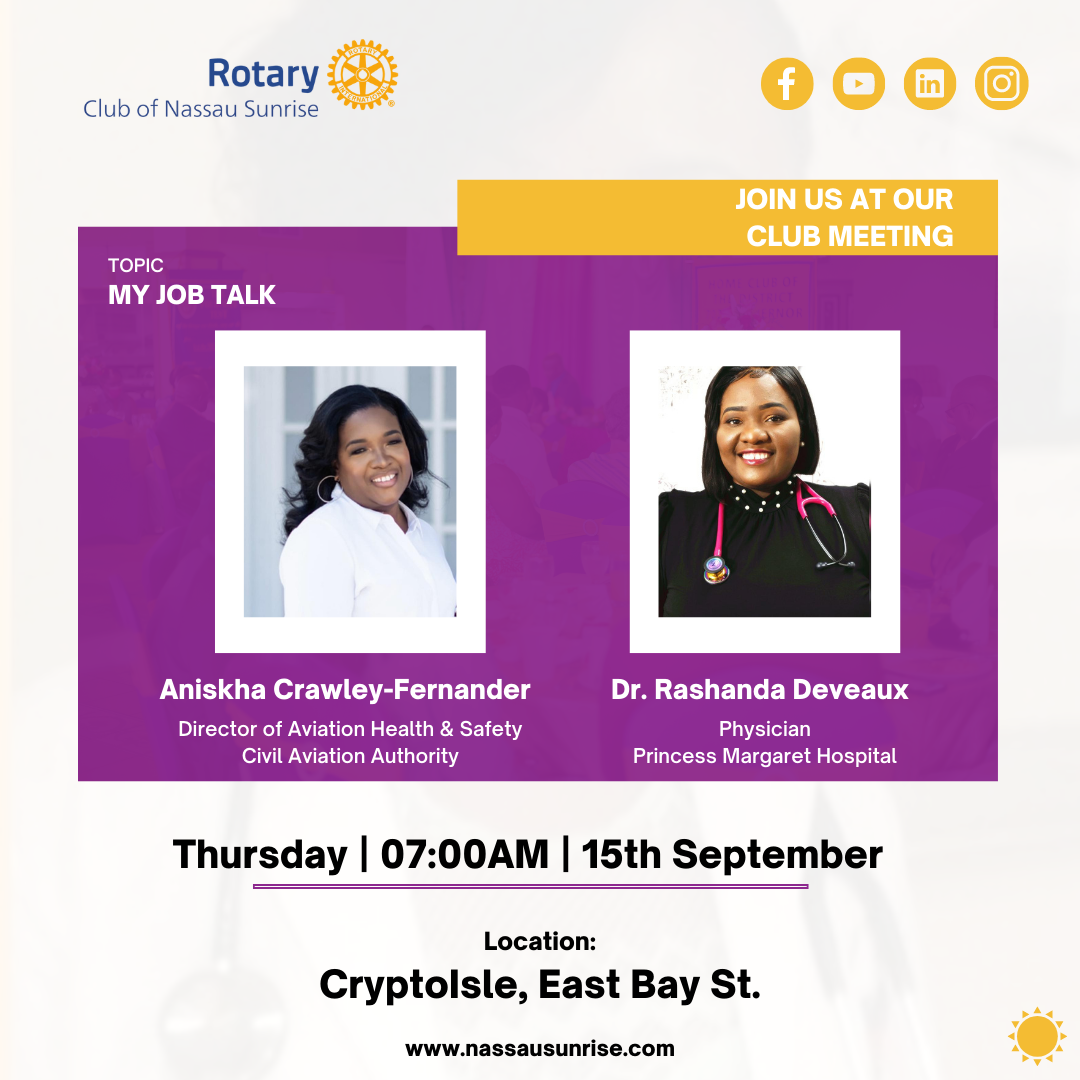 Rotary
Club of Nassau Sunrise
ROTARY
INTERNATIONAL
JOIN US AT OUR
CLUB MEETING
TOPIC
MY JOB TALK
Aniskha Crawley-Fernander
Director of Aviation Health & Safety
Civil Aviation Authority
Dr. Rashanda Deveaux
Physician
Princess Margaret Hospital
Thursday | 07:00AM | 15th September
Location:
CryptoIsle, East Bay St.
www.nassausunrise.com